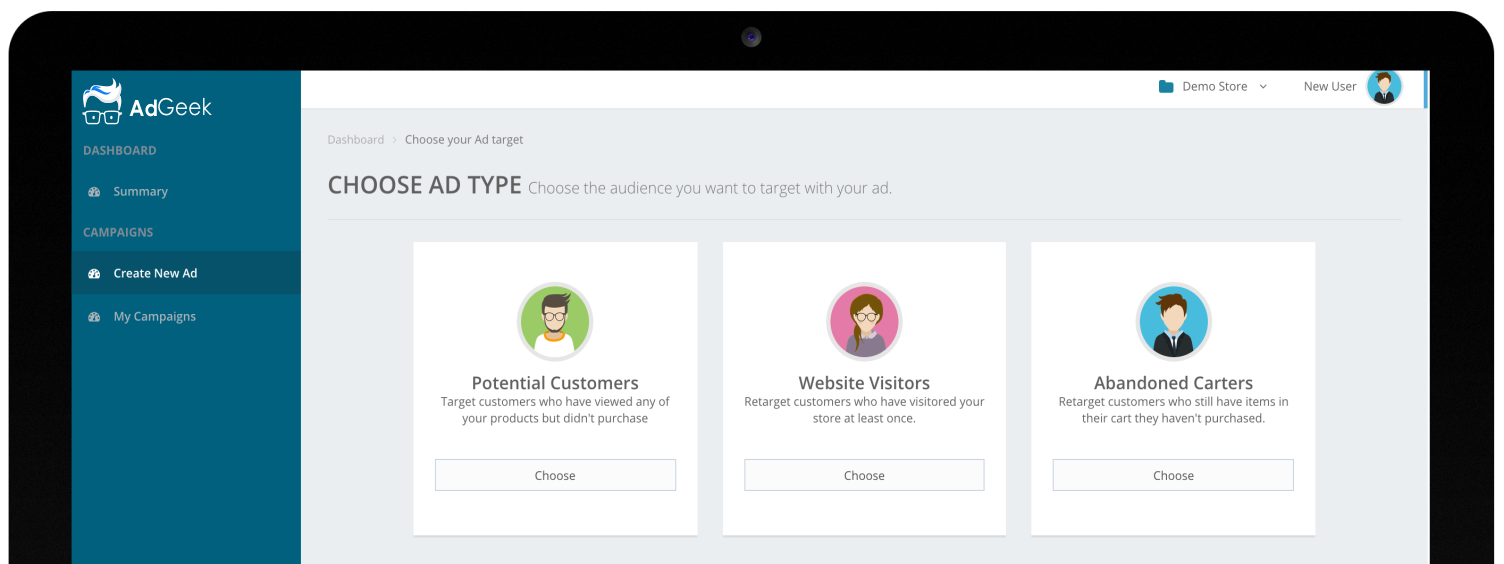 AdGeek
DASHBOARD
Summary
CAMPAIGNS
Create New Ad
My Campaigns
Demo Store
New User
Dashboard > Choose your Ad target
CHOOSE AD TYPE Choose the audience you want to target with your ad.
Potential Customers
Target customers who have viewed any of
your products but didn't purchase
Choose
Website Visitors
Retarget customers who have visitored your
store at least once.
Choose
Abandoned Carters
Retarget customers who still have items in
their cart they haven't purchased.
Choose